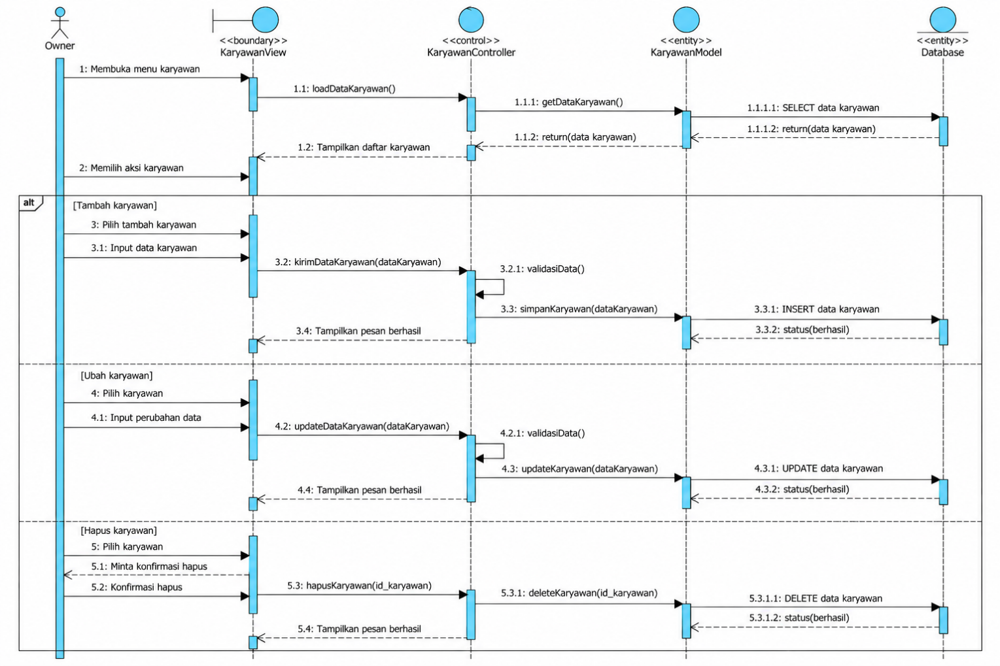 Owner
<<boundary>>
KaryawanView
<<control>>
KaryawanController
<<entity>>
KaryawanModel
<<entity>>
Database
1: Membuka menu karyawan
1.1: loadDataKaryawan()
1.1.1: getDataKaryawan()
1.1.1.1: SELECT data karyawan
1.1.1.2: return(data karyawan)
1.1.2: return(data karyawan)
1.2: Tampilkan daftar karyawan
2: Memilih aksi karyawan
alt
[Tambah karyawan]
3: Pilih tambah karyawan
3.1: Input data karyawan
3.2: kirimDataKaryawan(dataKaryawan)
3.2.1: validasiData()
3.3: simpanKaryawan(dataKaryawan)
3.3.1: INSERT data karyawan
3.3.2: status(berhasil)
3.4: Tampilkan pesan berhasil
[Ubah karyawan]
4: Pilih karyawan
4.1: Input perubahan data
4.2: updateDataKaryawan(dataKaryawan)
4.2.1: validasiData()
4.3: updateKaryawan(dataKaryawan)
4.3.1: UPDATE data karyawan
4.3.2: status(berhasil)
4.4: Tampilkan pesan berhasil
[Hapus karyawan]
5: Pilih karyawan
5.1: Minta konfirmasi hapus
5.2: Konfirmasi hapus
5.3: hapusKaryawan(id_karyawan)
5.3.1: deleteKaryawan(id_karyawan)
5.3.1.1: DELETE data karyawan
5.3.1.2: status(berhasil)
5.4: Tampilkan pesan berhasil